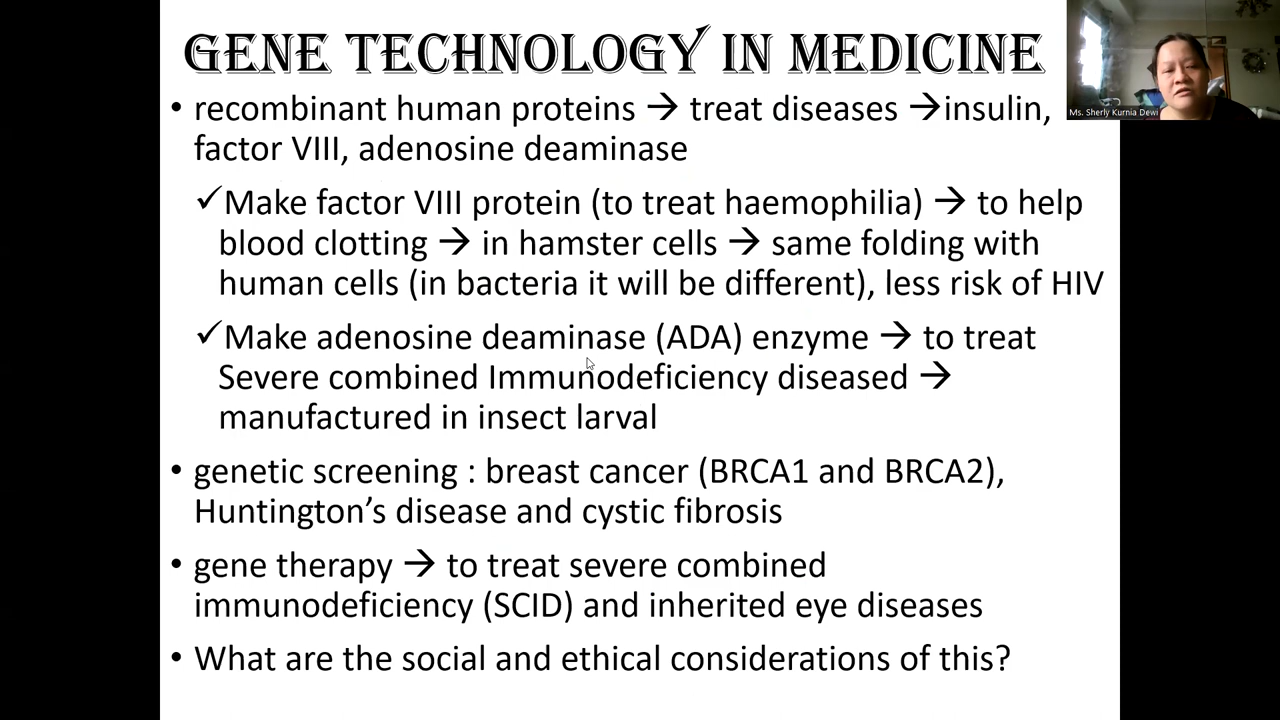 GENE TECHNOLOGY IN MEDICINE
Ms. Sherly Kurnia Dewi
• recombinant human proteins → treat diseases →insulin,
factor VIII, adenosine deaminase
✓Make factor VIII protein (to treat haemophilia) → to help
blood clotting → in hamster cells → same folding with
human cells (in bacteria it will be different), less risk of HIV
✓Make adenosine deaminase (ADA) enzyme → to treat
Severe combined Immunodeficiency diseased →
manufactured in insect larval
• genetic screening : breast cancer (BRCA1 and BRCA2),
Huntington’s disease and cystic fibrosis
• gene therapy → to treat severe combined
immunodeficiency (SCID) and inherited eye diseases
• What are the social and ethical considerations of this?